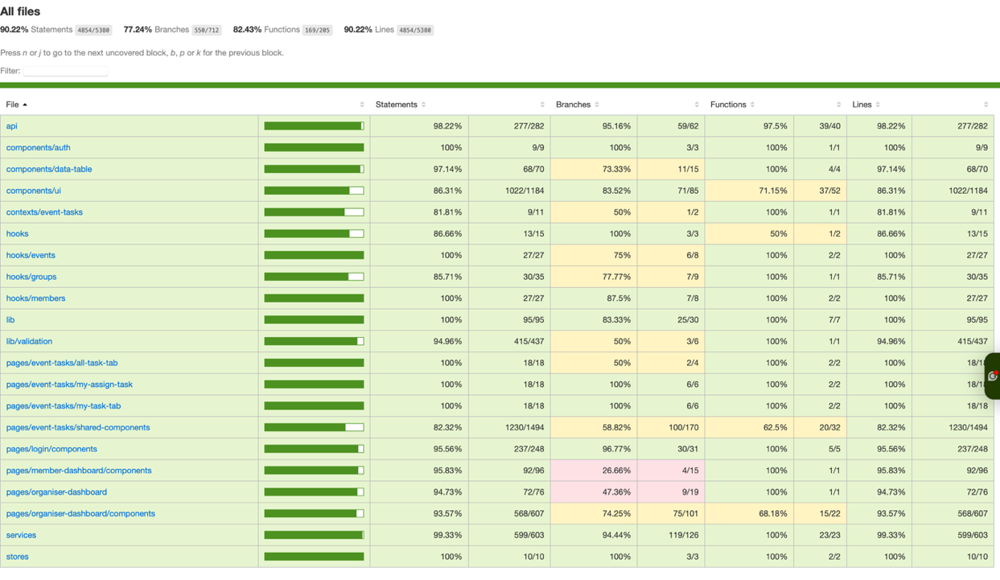 All files
90.22% Statements 4854/5380 77.24% Branches 550/712 82.43% Functions 169/205 90.22% Lines 4854/5380
Press n or j to go to the next uncovered block, b, p or k for the previous block.
Filter:
File Statements Branches Functions Lines
api 98.22% 277/282 95.16% 59/62 97.5% 39/40 98.22% 277/282
components/auth 100% 9/9 100% 3/3 100% 1/1 100% 9/9
components/data-table 97.14% 68/70 73.33% 11/15 100% 4/4 97.14% 68/70
components/ui 86.31% 1022/1184 83.52% 71/85 71.15% 37/52 86.31% 1022/1184
contexts/event-tasks 81.81% 9/11 50% 1/2 100% 1/1 81.81% 9/11
hooks 86.66% 13/15 100% 3/3 50% 1/2 86.66% 13/15
hooks/events 100% 27/27 75% 6/8 100% 2/2 100% 27/27
hooks/groups 85.71% 30/35 77.77% 7/9 100% 1/1 85.71% 30/35
hooks/members 100% 27/27 87.5% 7/8 100% 2/2 100% 27/27
lib 100% 95/95 83.33% 25/30 100% 7/7 100% 95/95
lib/validation 94.96% 415/437 50% 3/6 100% 1/1 94.96% 415/437
pages/event-tasks/all-task-tab 100% 18/18 50% 2/4 100% 2/2 100% 18/18
pages/event-tasks/my-assign-task 100% 18/18 100% 6/6 100% 2/2 100% 18/18
pages/event-tasks/my-task-tab 100% 18/18 100% 6/6 100% 2/2 100% 18/18
pages/event-tasks/shared-components 82.32% 1230/1494 58.82% 100/170 62.5% 20/32 82.32% 1230/1494
pages/login/components 95.56% 237/248 96.77% 30/31 100% 5/5 95.56% 237/248
pages/member-dashboard/components 95.83% 92/96 26.66% 4/15 100% 1/1 95.83% 92/96
pages/organiser-dashboard 94.73% 72/76 47.36% 9/19 100% 1/1 94.73% 72/76
pages/organiser-dashboard/components 93.57% 568/607 74.25% 75/101 68.18% 15/22 93.57% 568/607
services 99.33% 599/603 94.44% 119/126 100% 23/23 99.33% 599/603
stores 100% 10/10 100% 3/3 100% 2/2 100% 10/10